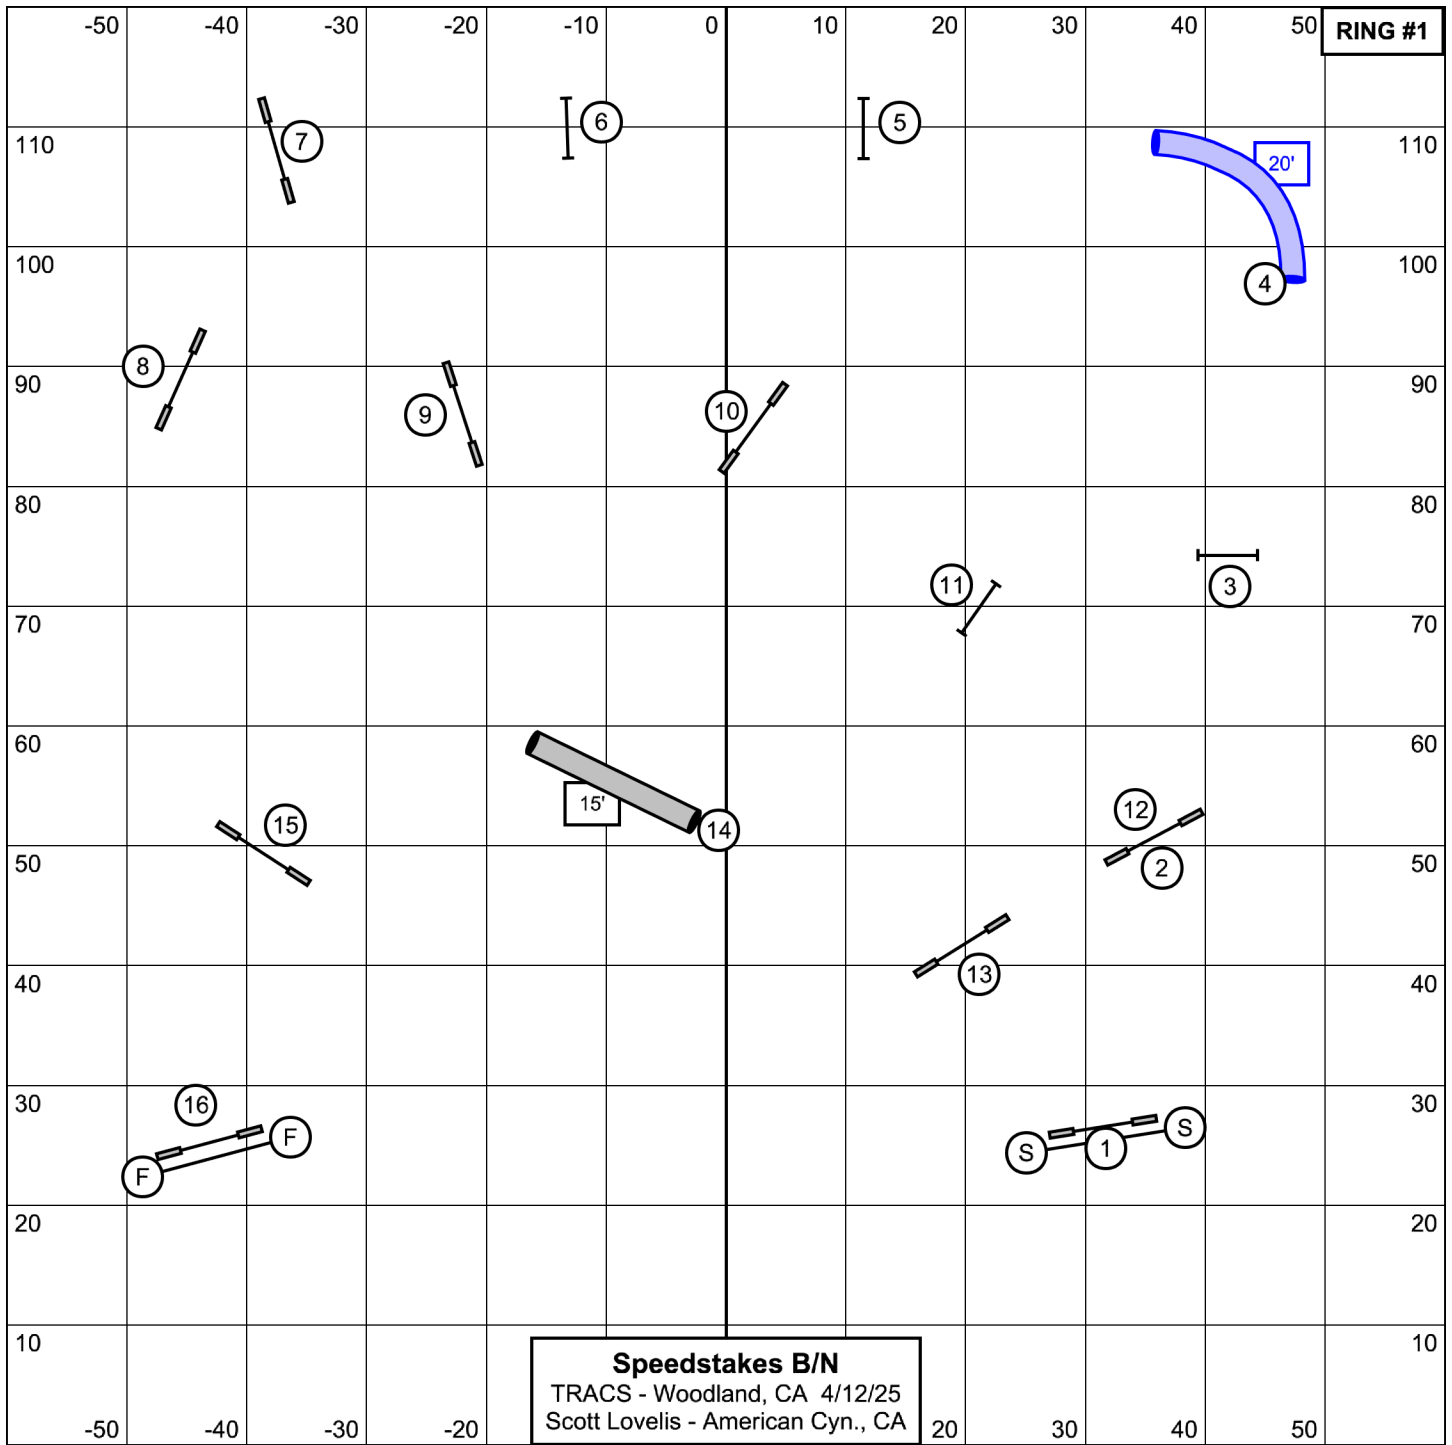 -50 -40 -30 -20 -10 0 10 20 30 40 50 RING #1
7 6 5
110 110
20'
100 100
4
8
90 90
9 10
80 80
11 3
70 70
60 60
15' 12
15 14
50 2 50
13
40 40
30 16 30
F S 1 S
F
20 20
10 10
Speedstakes B/N
TRACS - Woodland, CA 4/12/25
Scott Lovelis - American Cyn., CA
-50 -40 -30 -20 20 30 40 50